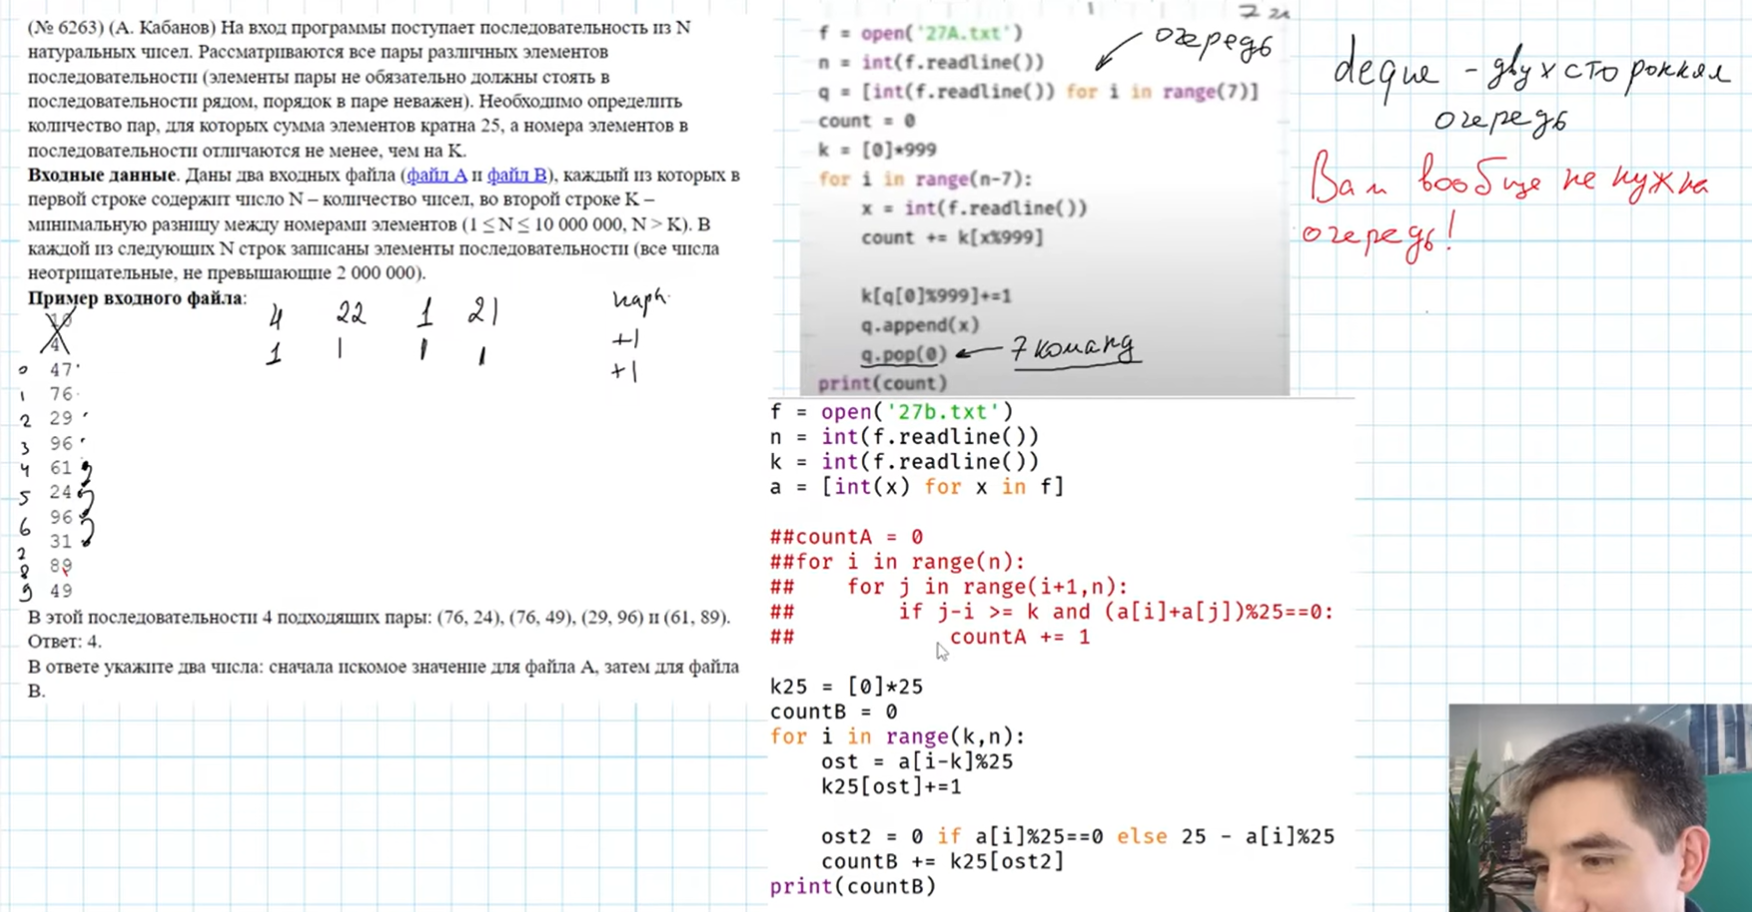 (№ 6263) (А. Кабанов) На вход программы поступает последовательность из N
натуральных чисел. Рассматриваются все пары различных элементов
последовательности (элементы пары не обязательно должны стоять в
последовательности рядом, порядок в паре неважен). Необходимо определить
количество пар, для которых сумма элементов кратна 25, а номера элементов в
последовательности отличаются не менее, чем на K.
Входные данные. Даны два входных файла (файл A и файл B), каждый из которых в
первой строке содержит число N – количество чисел, во второй строке K –
минимальную разницу между номерами элементов (1 ≤ N ≤ 10 000 000, N > K). В
каждой из следующих N строк записаны элементы последовательности (все числа
неотрицательные, не превышающие 2 000 000).
Пример входного файла:
10
4
0 47
1 76
2 29
3 96
4 61
5 24
6 96
31
8 89
9 49
4 22 1 21
1 1 1 1
+1
+1
В этой последовательности 4 подходящих пары: (76, 24), (76, 49), (29, 96) и (61, 89).
Ответ: 4.
В ответе укажите два числа: сначала искомое значение для файла А, затем для файла
B.
f = open('27A.txt')
n = int(f.readline())
q = [int(f.readline()) for i in range(7)]
count = 0
k = [0]*999
for i in range(n-7):
x = int(f.readline())
count += k[x%999]
k[q[0]%999]+=1
q.append(x)
q.pop(0)
print(count)
очередь
7 команд
f = open('27b.txt')
n = int(f.readline())
k = int(f.readline())
a = [int(x) for x in f]
##countA = 0
##for i in range(n):
## for j in range(i+1,n):
## if j-i >= k and (a[i]+a[j])%25==0:
## countA += 1
k25 = [0]*25
countB = 0
for i in range(k,n):
ost = a[i-k]%25
k25[ost]+=1
ost2 = 0 if a[i]%25==0 else 25 - a[i]%25
countB += k25[ost2]
print(countB)
deque - двухсторонняя
очередь
Вам вообще не нужна
очередь!